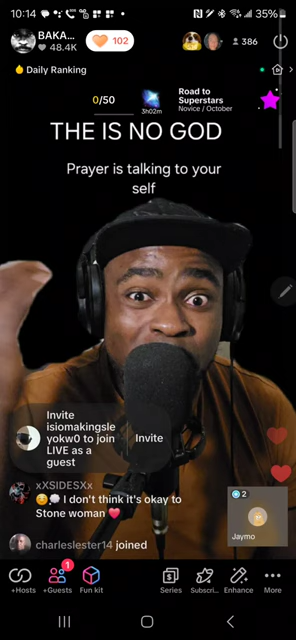 10:14
35%
BAKA...
48.4K
102
386
Daily Ranking
0/50
3h02m
Road to
Superstars
Novice / October
THE IS NO GOD
Prayer is talking to your
self
Invite
isiomakingsle
yokw0 to join
LIVE as a
guest
Invite
xXSIDESXx
I don't think it's okay to
Stone woman
charleslester14 joined
2
Jaymo
1
+Hosts
+Guests
Fun kit
Series
Subscri...
Enhance
More